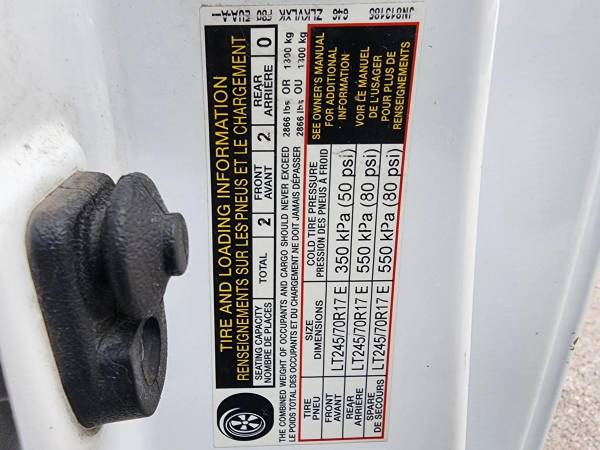 TIRE AND LOADING INFORMATION
RENSEIGNEMENTS SUR LES PNEUS ET LE CHARGEMENT
SEATING CAPACITY
NOMBRE DE PLACES
TOTAL 2
FRONT
AVANT 2
REAR
ARRIÈRE 0
THE COMBINED WEIGHT OF OCCUPANTS AND CARGO SHOULD NEVER EXCEED 2866 lbs OR 1300 kg
LE POIDS TOTAL DES OCCUPANTS ET DU CHARGEMENT NE DOIT JAMAIS DÉPASSER 2866 lbs OU 1300 kg
TIRE
PNEU
SIZE
DIMENSIONS
COLD TIRE PRESSURE
PRESSION DES PNEUS À FROID
FRONT
AVANT
LT245/70R17 E
350 kPa (50 psi)
REAR
ARRIÈRE
LT245/70R17 E
550 kPa (80 psi)
SPARE
DE SECOURS
LT245/70R17 E
550 kPa (80 psi)
SEE OWNER'S MANUAL
FOR ADDITIONAL
INFORMATION
VOIR LE MANUEL
DE L'USAGER
POUR PLUS DE
RENSEIGNEMENTS